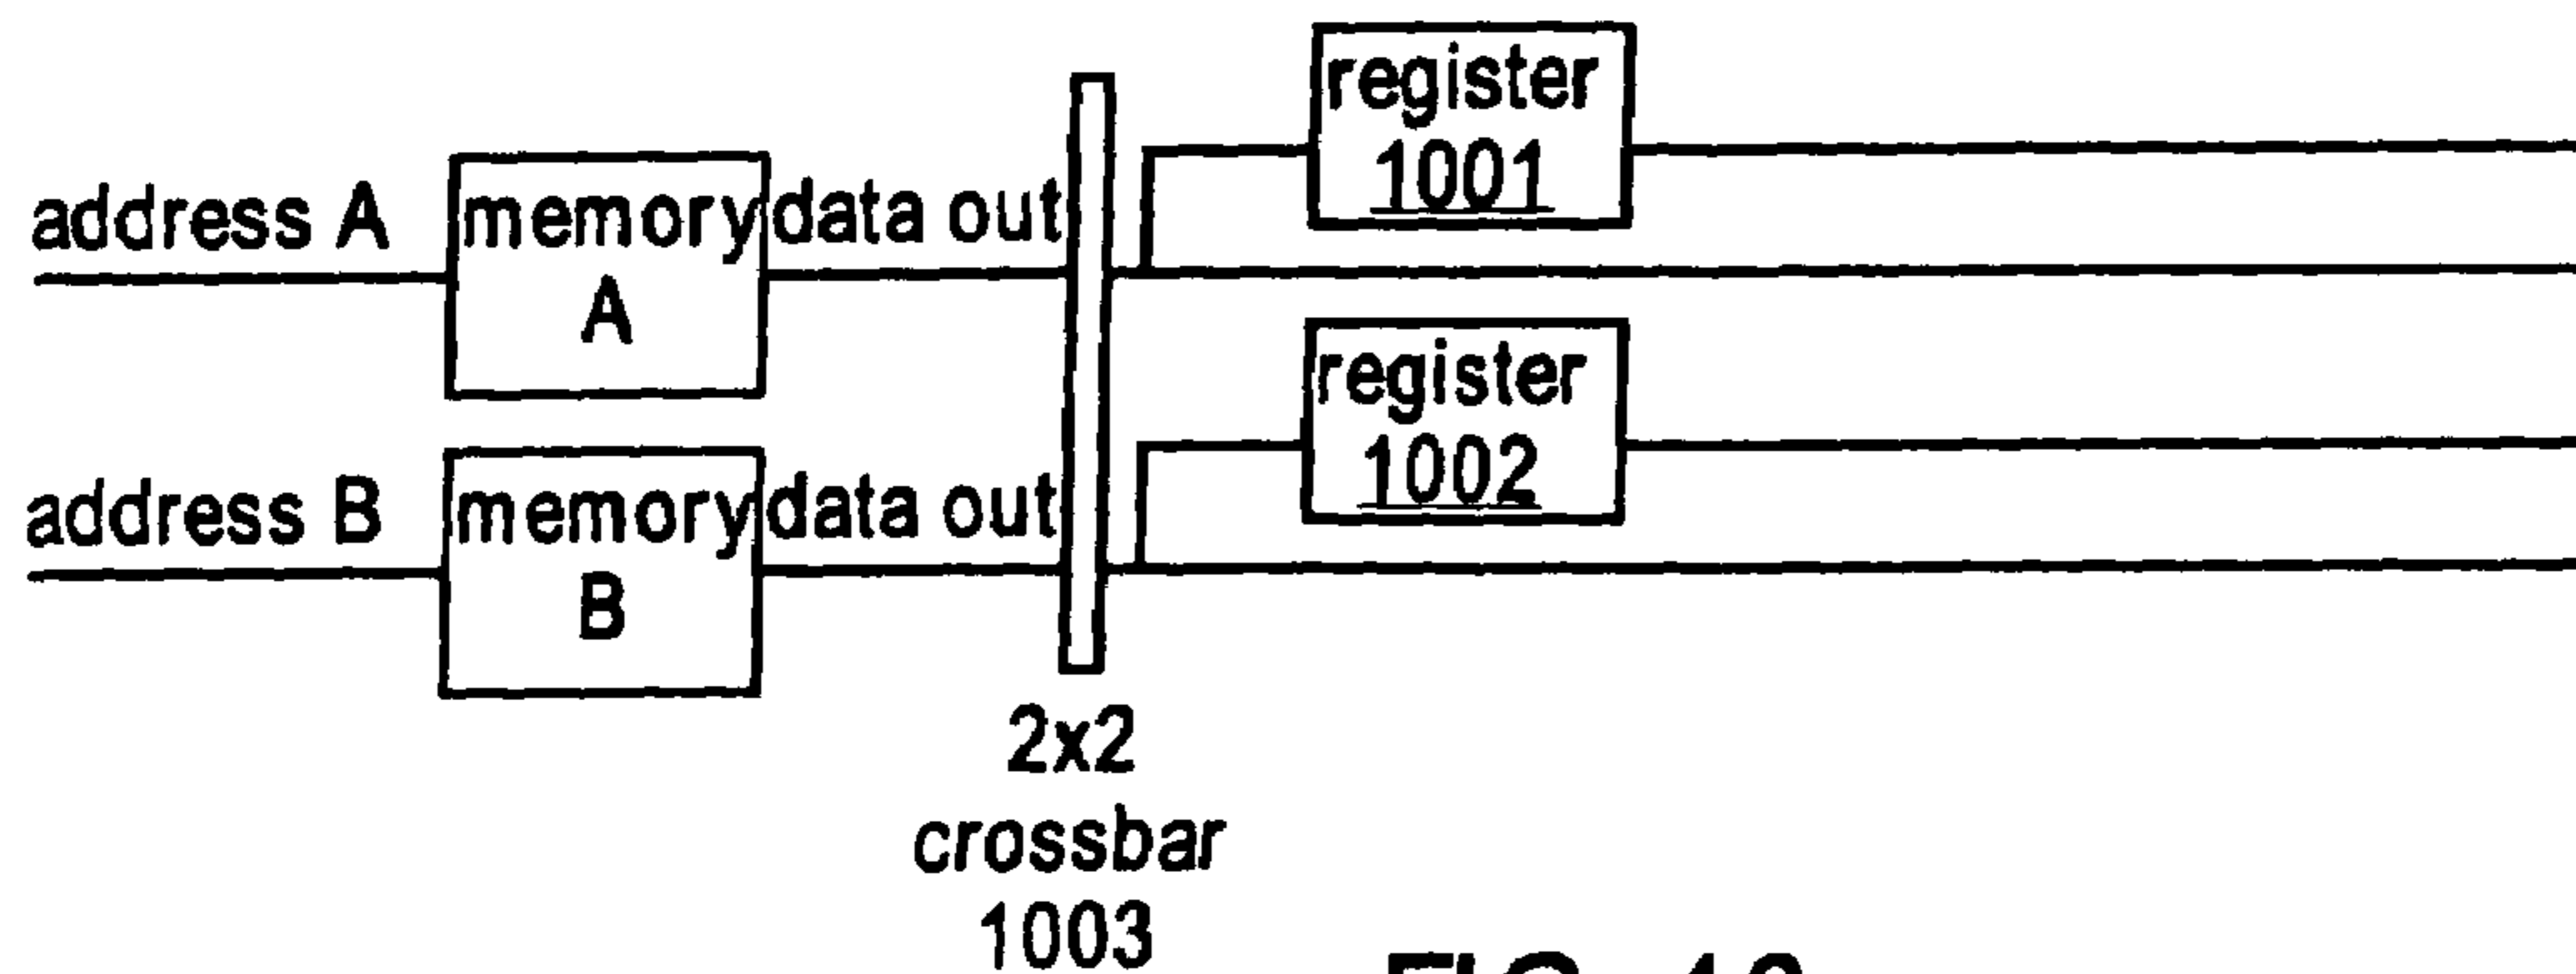 register
1001
address A
memory
A
data out
register
1002
address B
memory
B
data out
2x2
crossbar
1003